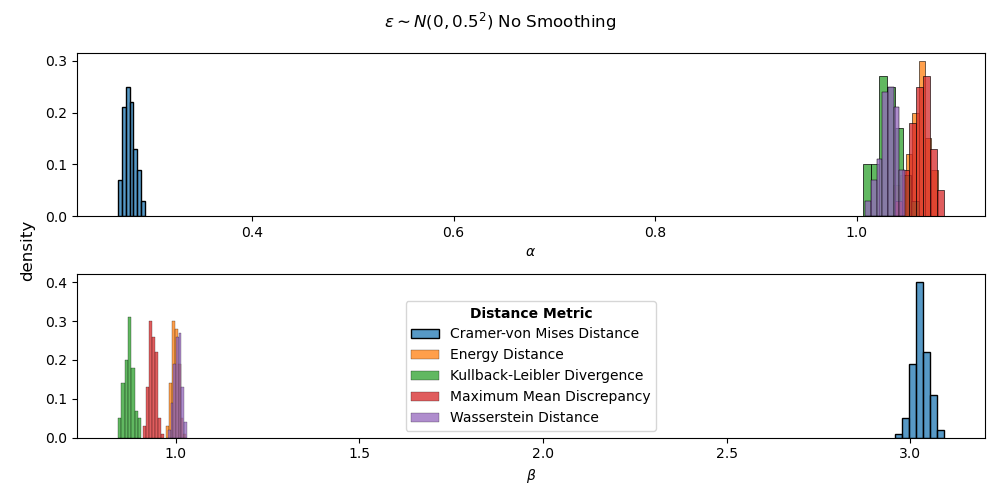 ε ~ N(0, 0.5²) No Smoothing
0.3
0.2
0.1
0.0
0.4 0.6 0.8 1.0
α
density
0.4
0.3
0.2
0.1
0.0
Distance Metric
Cramer-von Mises Distance
Energy Distance
Kullback-Leibler Divergence
Maximum Mean Discrepancy
Wasserstein Distance
1.0 1.5 2.0 2.5 3.0
β